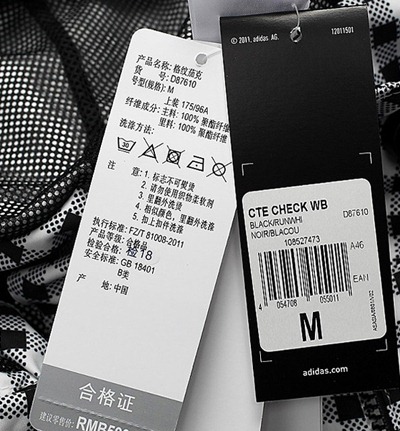 产品名称: 格纹茄克
货 号: D87610
号型(规格): M
上装 175/96A
纤维成分: 主料: 100% 聚酯纤维
里料: 100% 聚酯纤维
洗涤方法:
30
注 意: 1. 标志不可熨烫
2. 请勿使用织物柔软剂
3. 里翻外洗烫
4. 相似颜色, 里翻外洗涤
5. 扣上扣件洗涤
执行标准: FZ/T 81008-2011
产品等级: 合格品
检验合格: 检18
安全标准: GB 18401
B类
产 地: 中国
合格证
建议零售价:
© 2011, adidas AG.
12011501
CTE CHECK WB
D87610
BLACK/RUNWHI
NOIR/BLACOU
108527473
A46
EAN
4 054708 055011
M
adidas.com